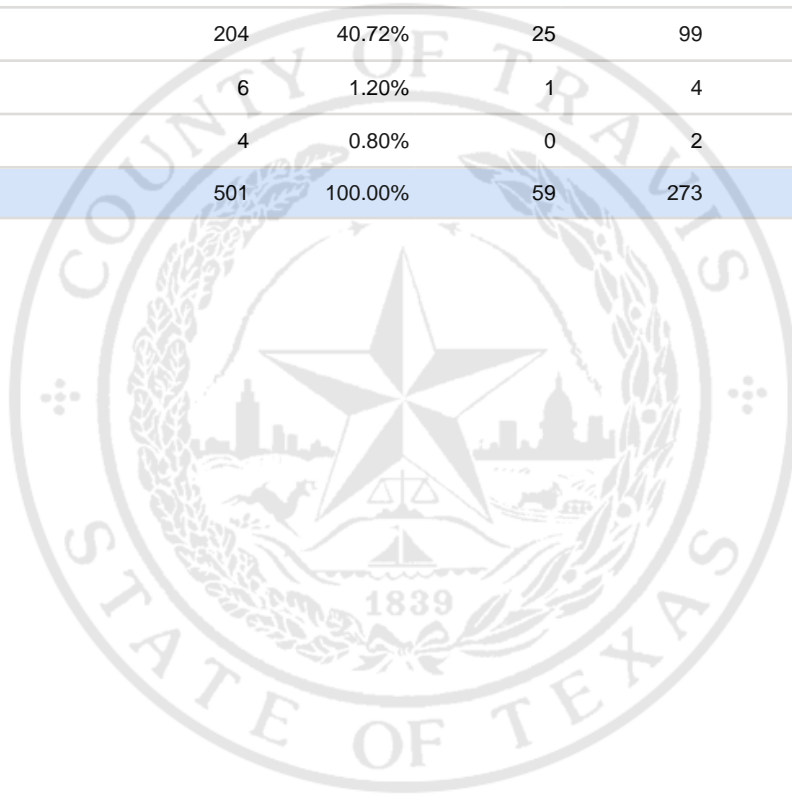 204 40.72% 25 99
6 1.20% 1 4
4 0.80% 0 2
501 100.00% 59 273
COUNTY OF TRAVIS
1839
STATE OF TEXAS